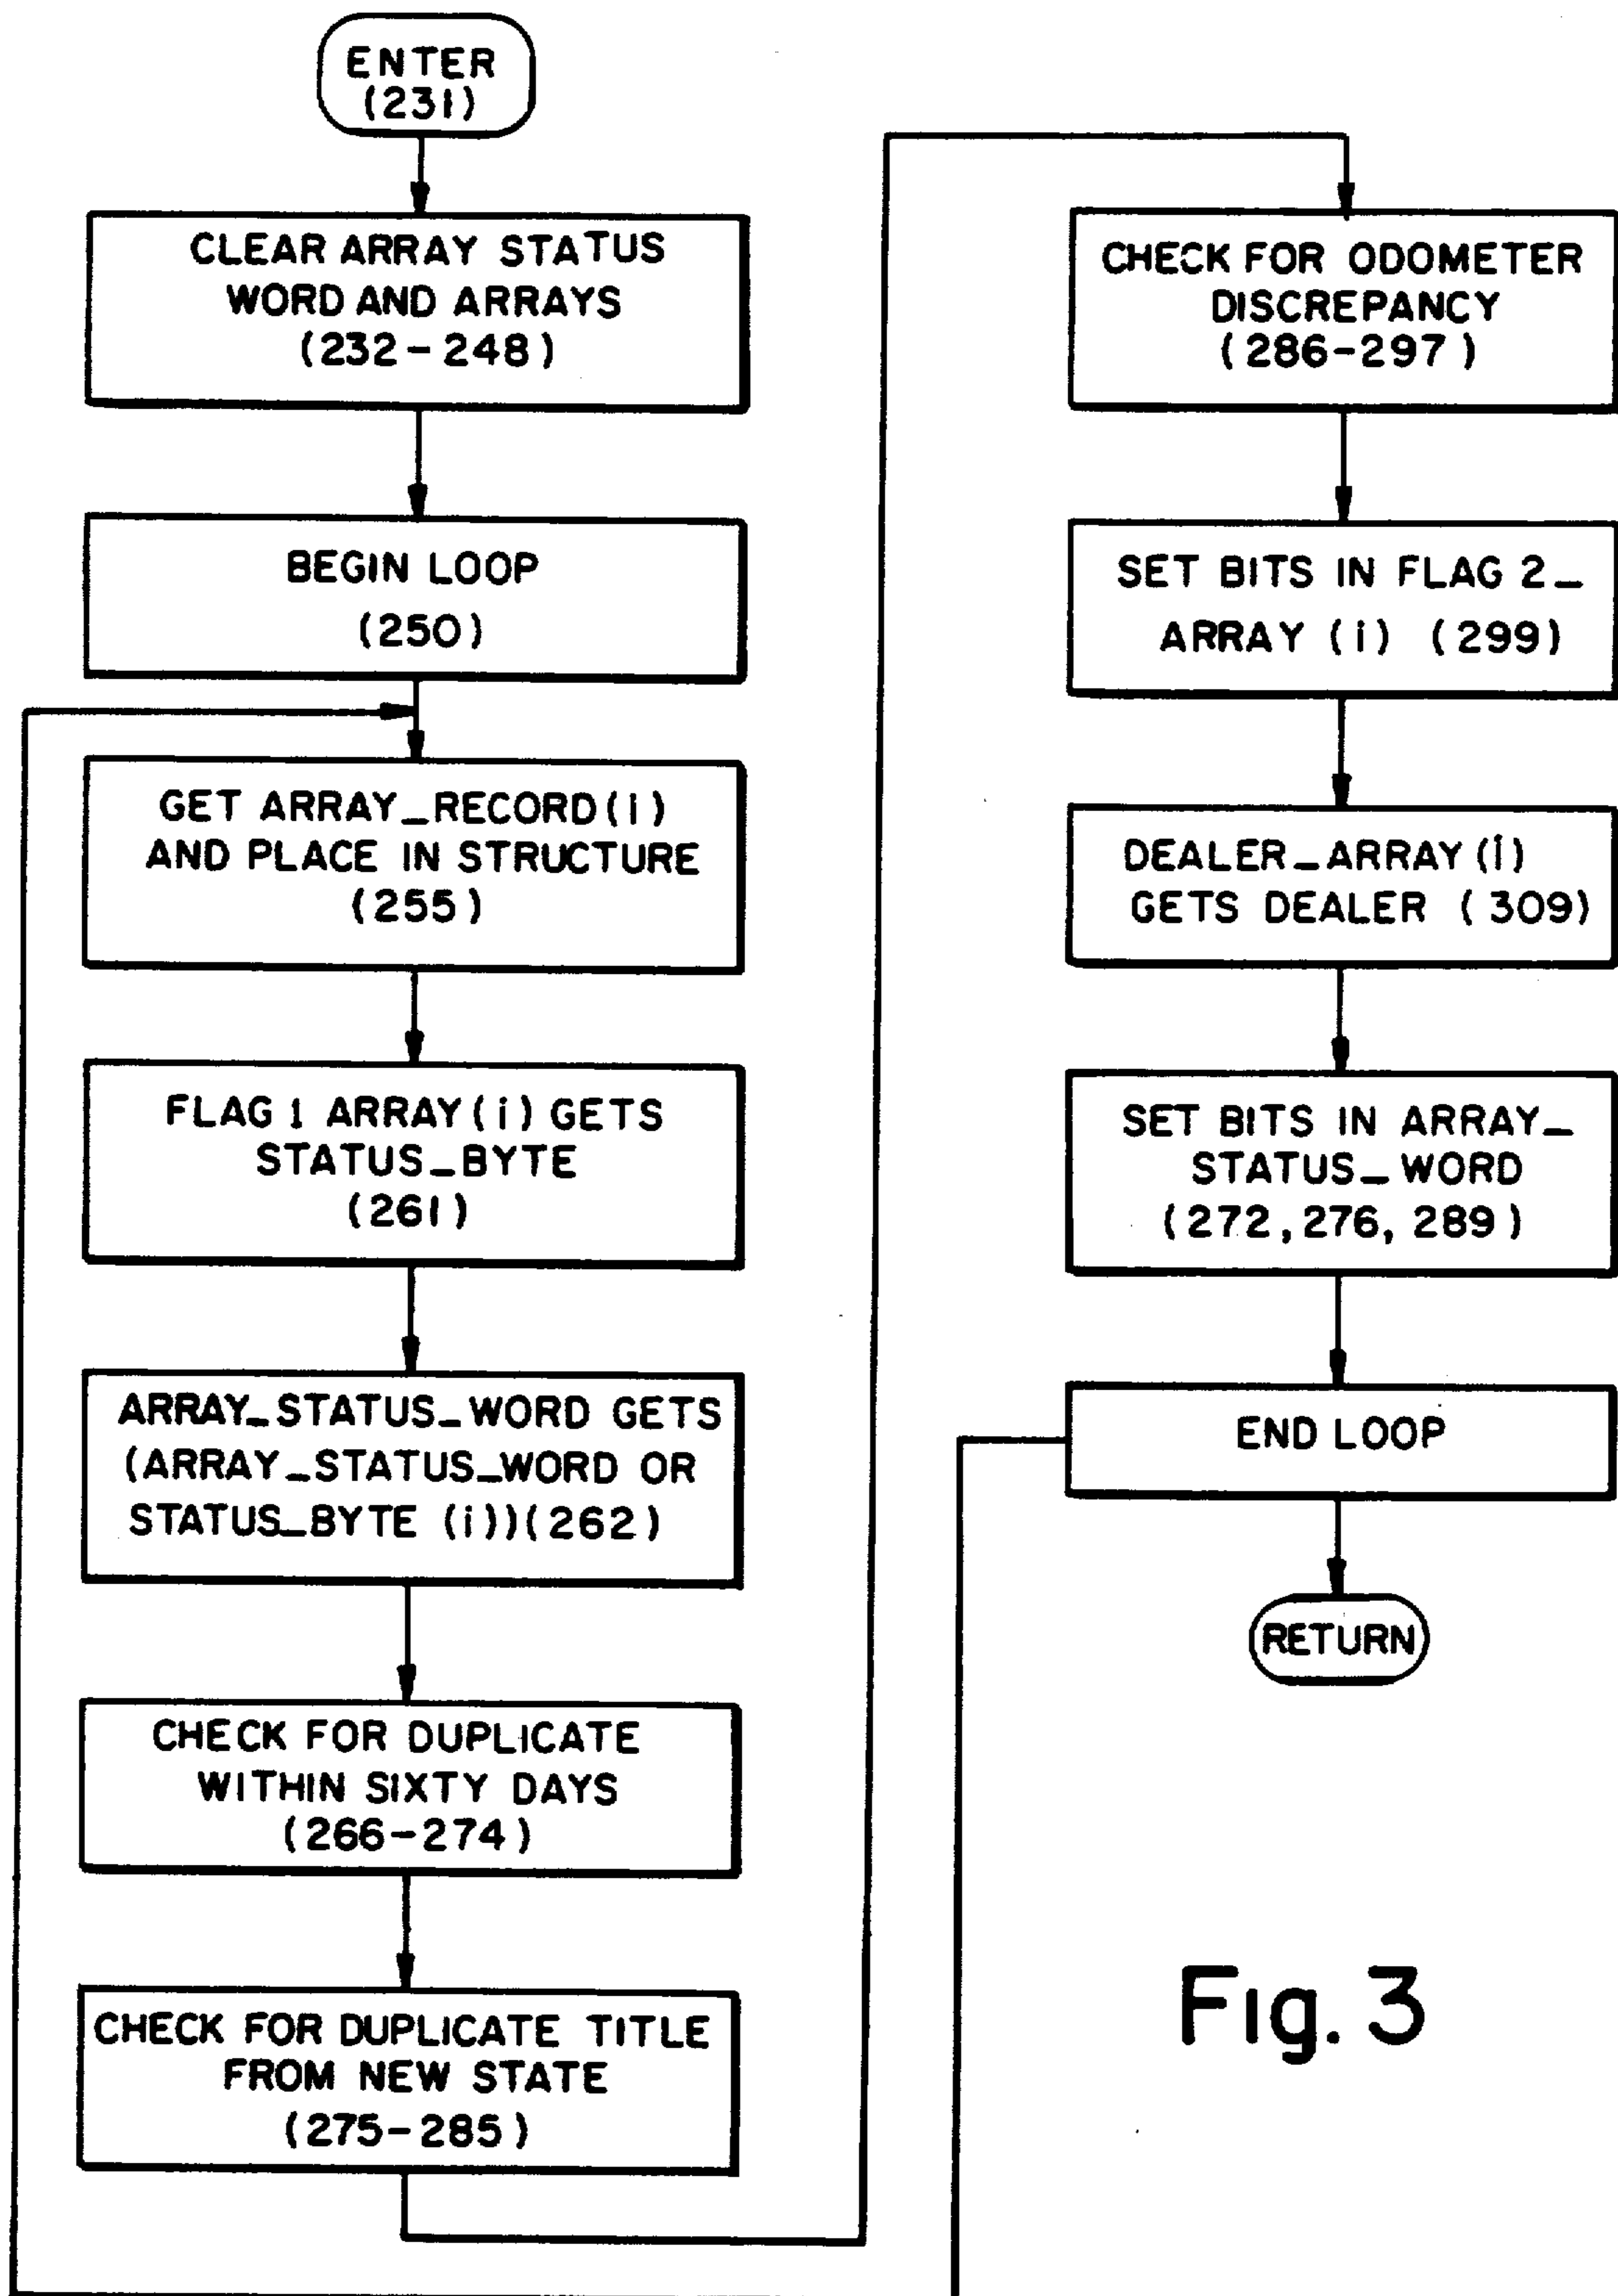 ENTER
(231)
CLEAR ARRAY STATUS
WORD AND ARRAYS
(232-248)
BEGIN LOOP
(250)
GET ARRAY_RECORD(i)
AND PLACE IN STRUCTURE
(255)
FLAG 1 ARRAY(i) GETS
STATUS_BYTE
(261)
ARRAY_STATUS_WORD GETS
(ARRAY_STATUS_WORD OR
STATUS_BYTE (i))(262)
CHECK FOR DUPLICATE
WITHIN SIXTY DAYS
(266-274)
CHECK FOR DUPLICATE TITLE
FROM NEW STATE
(275-285)
CHECK FOR ODOMETER
DISCREPANCY
(286-297)
SET BITS IN FLAG 2_
ARRAY (i) (299)
DEALER_ARRAY(i)
GETS DEALER (309)
SET BITS IN ARRAY_
STATUS_WORD
(272, 276, 289)
END LOOP
RETURN
Fig. 3